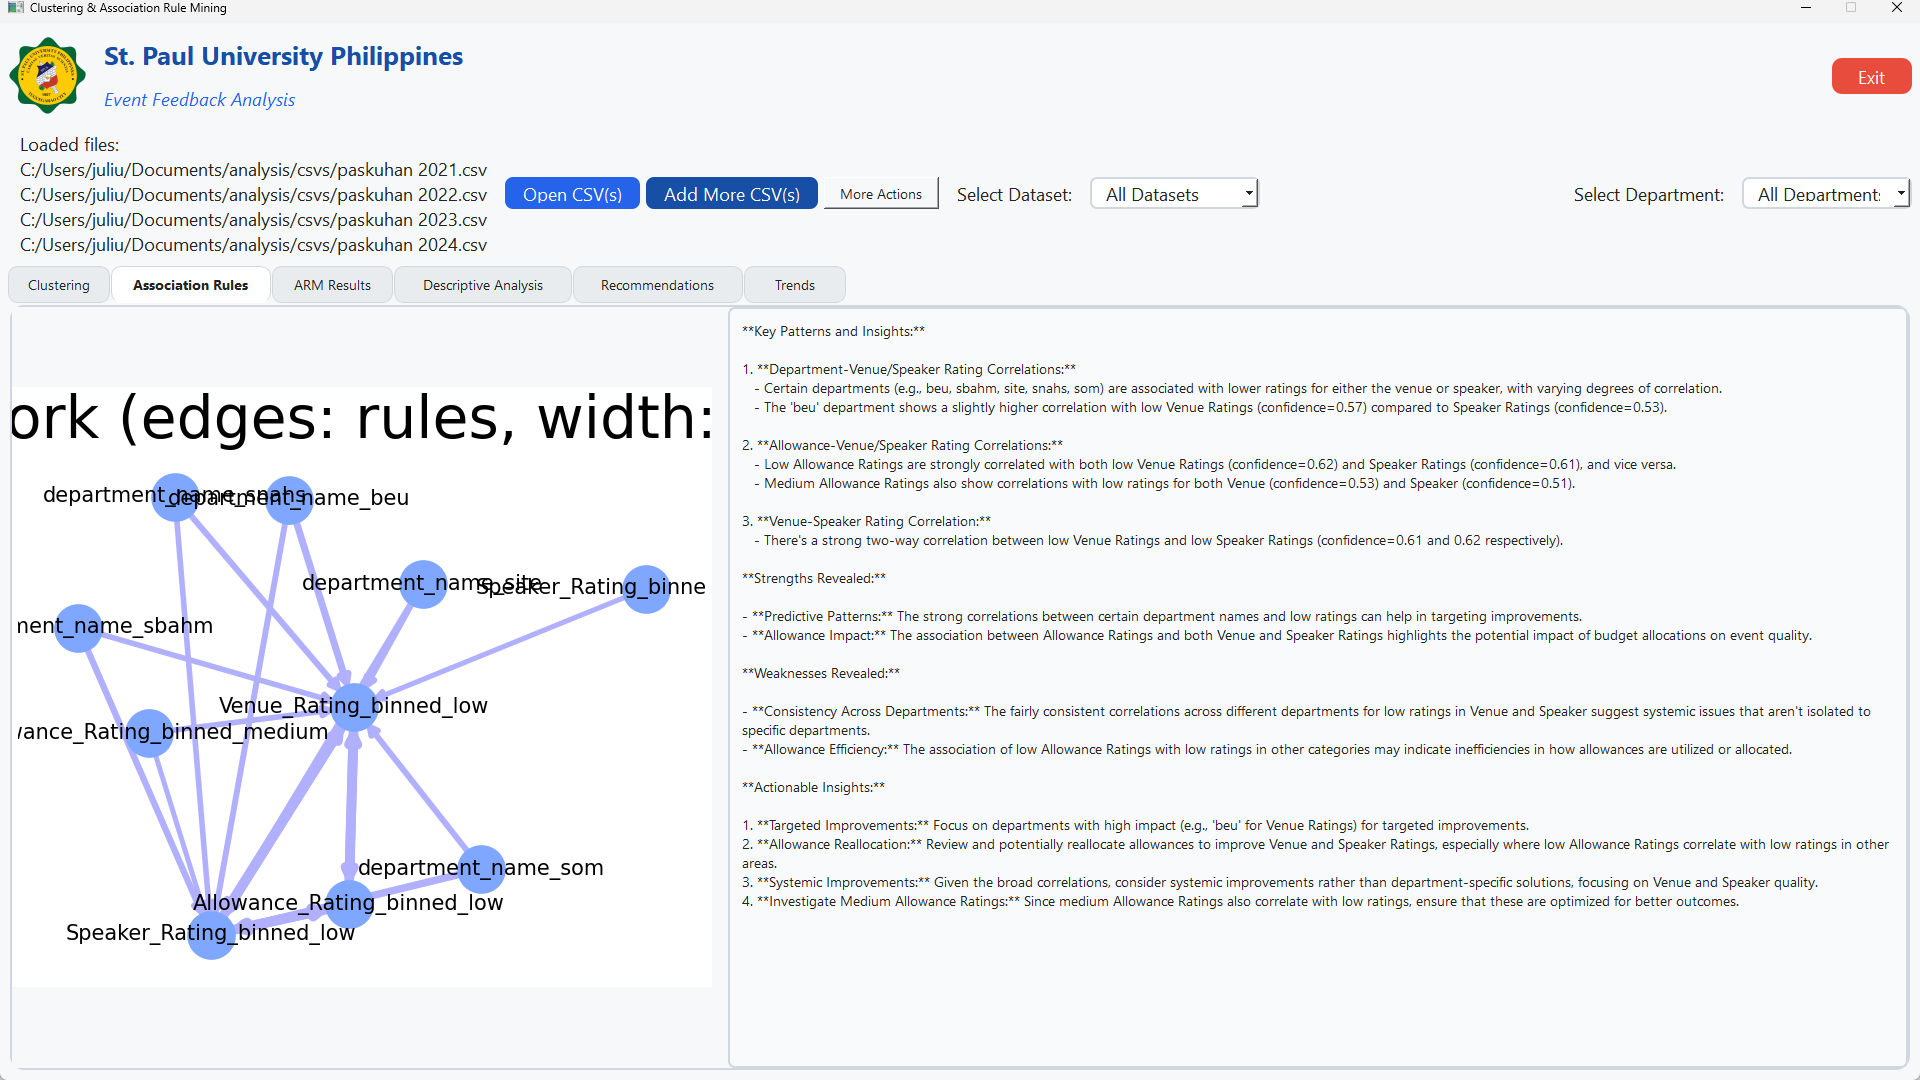 Clustering & Association Rule Mining
St. Paul University Philippines
Event Feedback Analysis
Exit
Loaded files:
C:/Users/juliu/Documents/analysis/csvs/paskuhan 2021.csv
C:/Users/juliu/Documents/analysis/csvs/paskuhan 2022.csv
C:/Users/juliu/Documents/analysis/csvs/paskuhan 2023.csv
C:/Users/juliu/Documents/analysis/csvs/paskuhan 2024.csv
Open CSV(s)
Add More CSV(s)
More Actions
Select Dataset:
All Datasets
Select Department:
All Department
Clustering
Association Rules
ARM Results
Descriptive Analysis
Recommendations
Trends
ork (edges: rules, width:
department_name_snahs
department_name_beu
department_name_site
Speaker_Rating_binne
ment_name_sbahm
Venue_Rating_binned_low
wance_Rating_binned_medium
department_name_som
Allowance_Rating_binned_low
Speaker_Rating_binned_low
**Key Patterns and Insights:**
1. **Department-Venue/Speaker Rating Correlations:**
- Certain departments (e.g., beu, sbahm, site, snahs, som) are associated with lower ratings for either the venue or speaker, with varying degrees of correlation.
- The 'beu' department shows a slightly higher correlation with low Venue Ratings (confidence=0.57) compared to Speaker Ratings (confidence=0.53).
2. **Allowance-Venue/Speaker Rating Correlations:**
- Low Allowance Ratings are strongly correlated with both low Venue Ratings (confidence=0.62) and Speaker Ratings (confidence=0.61), and vice versa.
- Medium Allowance Ratings also show correlations with low ratings for both Venue (confidence=0.53) and Speaker (confidence=0.51).
3. **Venue-Speaker Rating Correlation:**
- There's a strong two-way correlation between low Venue Ratings and low Speaker Ratings (confidence=0.61 and 0.62 respectively).
**Strengths Revealed:**
- **Predictive Patterns:** The strong correlations between certain department names and low ratings can help in targeting improvements.
- **Allowance Impact:** The association between Allowance Ratings and both Venue and Speaker Ratings highlights the potential impact of budget allocations on event quality.
**Weaknesses Revealed:**
- **Consistency Across Departments:** The fairly consistent correlations across different departments for low ratings in Venue and Speaker suggest systemic issues that aren't isolated to
specific departments.
- **Allowance Efficiency:** The association of low Allowance Ratings with low ratings in other categories may indicate inefficiencies in how allowances are utilized or allocated.
**Actionable Insights:**
1. **Targeted Improvements:** Focus on departments with high impact (e.g., 'beu' for Venue Ratings) for targeted improvements.
2. **Allowance Reallocation:** Review and potentially reallocate allowances to improve Venue and Speaker Ratings, especially where low Allowance Ratings correlate with low ratings in other
areas.
3. **Systemic Improvements:** Given the broad correlations, consider systemic improvements rather than department-specific solutions, focusing on Venue and Speaker quality.
4. **Investigate Medium Allowance Ratings:** Since medium Allowance Ratings also correlate with low ratings, ensure that these are optimized for better outcomes.